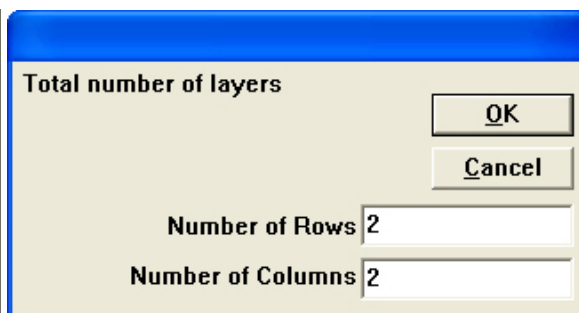 Total number of layers
OK
Cancel
Number of Rows 2
Number of Columns 2